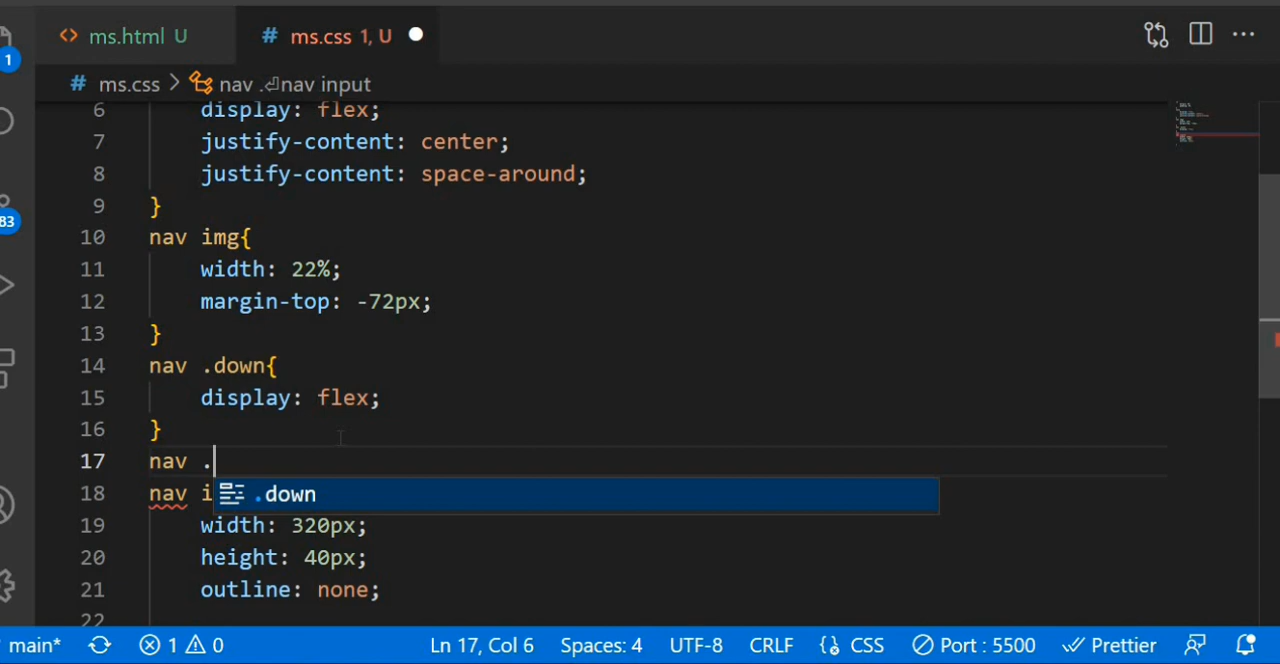 ms.html U
ms.css 1, U
1
ms.css > nav .⏎nav input
83
6 display: flex;
7 justify-content: center;
8 justify-content: space-around;
9 }
10 nav img{
11 width: 22%;
12 margin-top: -72px;
13 }
14 nav .down{
15 display: flex;
16 }
17 nav .
.down
18 nav i
19 width: 320px;
20 height: 40px;
21 outline: none;
22
main* 1 0 Ln 17, Col 6 Spaces: 4 UTF-8 CRLF CSS Port : 5500 Prettier